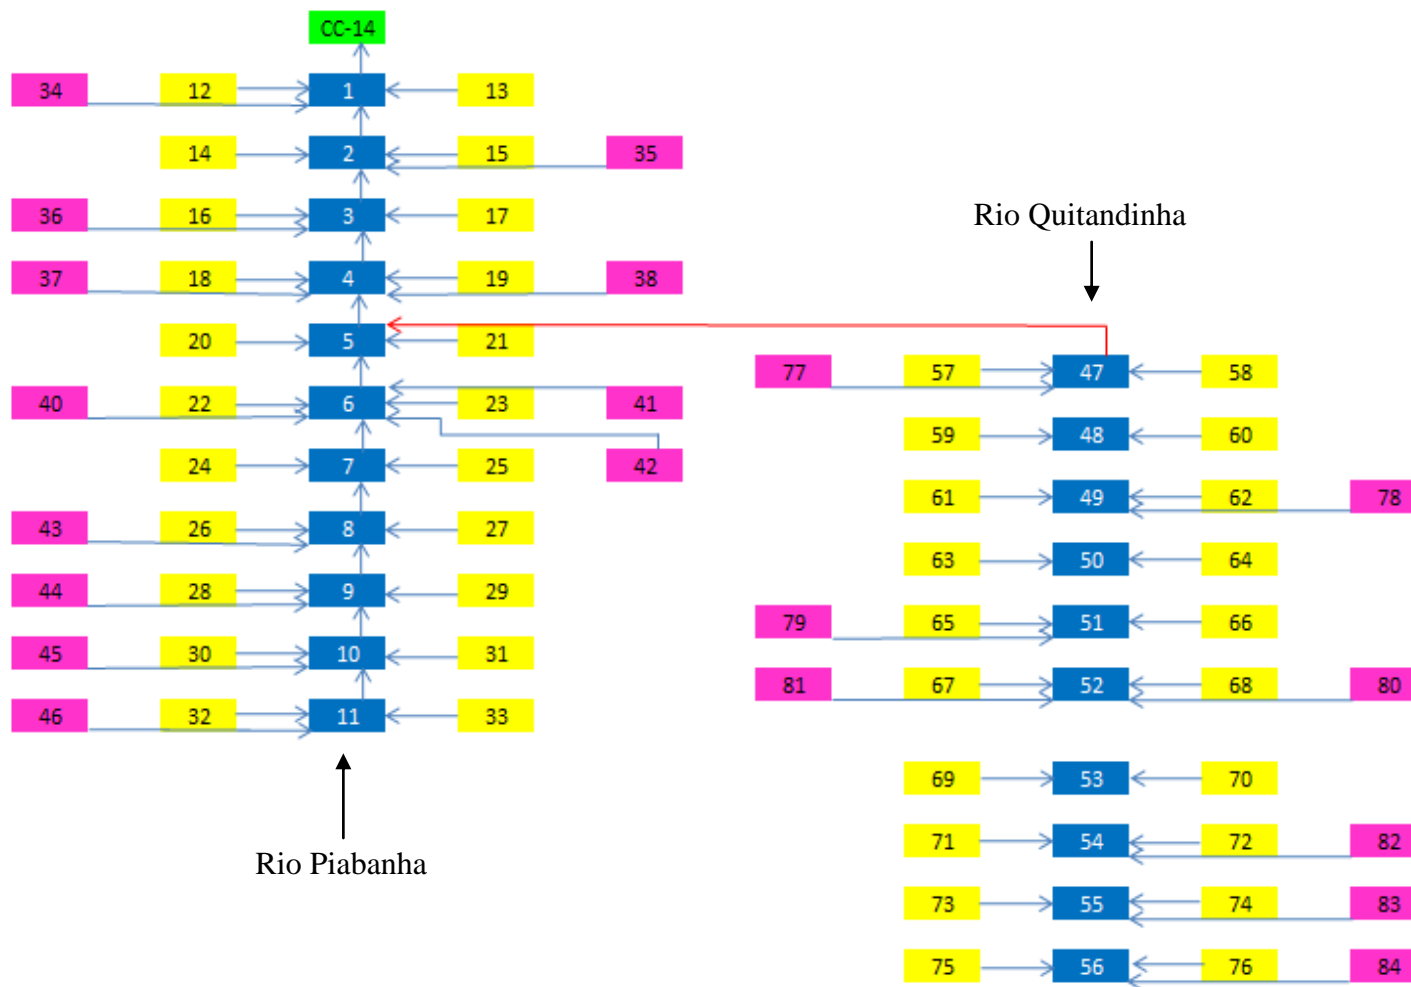 CC-14
34 12 1 13
14 2 15 35
36 16 3 17
Rio Quitandinha
37 18 4 19 38
20 5 21
77 57 47 58
40 22 6 23 41
59 48 60
24 7 25 42
61 49 62 78
43 26 8 27
63 50 64
44 28 9 29
79 65 51 66
45 30 10 31
81 67 52 68 80
46 32 11 33
69 53 70
71 54 72 82
Rio Piabanha
73 55 74 83
75 56 76 84